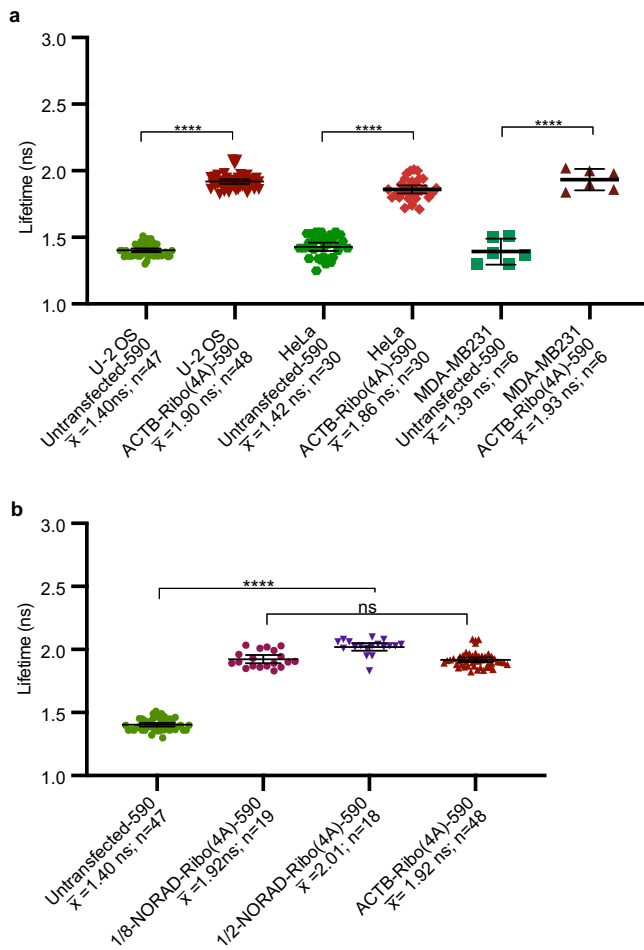 a
3.0
2.5
2.0
1.5
1.0
Lifetime (ns)
****
****
****
U-2 OS
Untransfected-590
x̅ =1.40ns; n=47
U-2 OS
ACTB-Ribo(4A)-590
x̅ =1.90 ns; n=48
HeLa
Untransfected-590
x̅ =1.42 ns; n=30
HeLa
ACTB-Ribo(4A)-590
x̅ =1.86 ns; n=30
MDA-MB231
Untransfected-590
x̅ =1.39 ns; n=6
MDA-MB231
ACTB-Ribo(4A)-590
x̅ =1.93 ns; n=6
b
3.0
2.5
2.0
1.5
1.0
Lifetime (ns)
****
ns
Untransfected-590
x̅ =1.40 ns; n=47
1/8-NORAD-Ribo(4A)-590
x̅ =1.92ns; n=19
1/2-NORAD-Ribo(4A)-590
x̅ =2.01; n=18
ACTB-Ribo(4A)-590
x̅= 1.92 ns; n=48